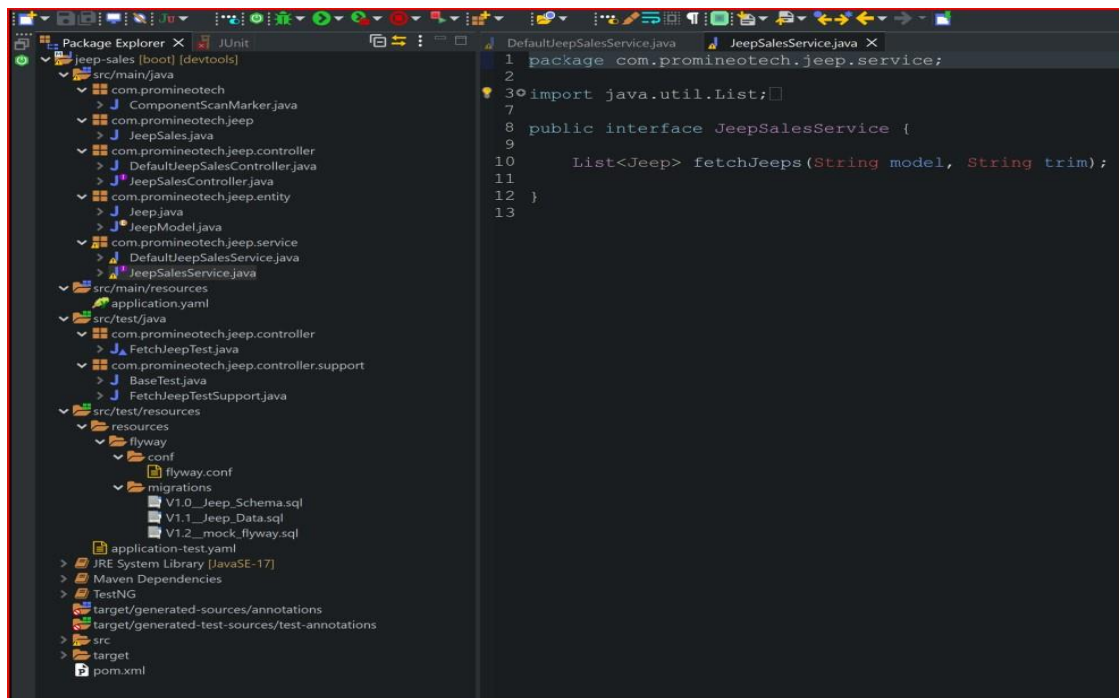 Package Explorer
JUnit
jeep-sales [boot] [devtools]
src/main/java
com.promineotech
ComponentScanMarker.java
com.promineotech.jeep
JeepSales.java
com.promineotech.jeep.controller
DefaultJeepSalesController.java
JeepSalesController.java
com.promineotech.jeep.entity
Jeep.java
JeepModel.java
com.promineotech.jeep.service
DefaultJeepSalesService.java
JeepSalesService.java
src/main/resources
application.yaml
src/test/java
com.promineotech.jeep.controller
FetchJeepTest.java
com.promineotech.jeep.controller.support
BaseTest.java
FetchJeepTestSupport.java
src/test/resources
resources
flyway
conf
flyway.conf
migrations
V1.0__Jeep_Schema.sql
V1.1__Jeep_Data.sql
V1.2__mock_flyway.sql
application-test.yaml
JRE System Library [JavaSE-17]
Maven Dependencies
TestNG
target/generated-sources/annotations
target/generated-test-sources/test-annotations
src
target
pom.xml
DefaultJeepSalesService.java
JeepSalesService.java
1 package com.promineotech.jeep.service;
2
3 import java.util.List;
7
8 public interface JeepSalesService {
9
10 List<Jeep> fetchJeeps(String model, String trim);
11
12 }
13